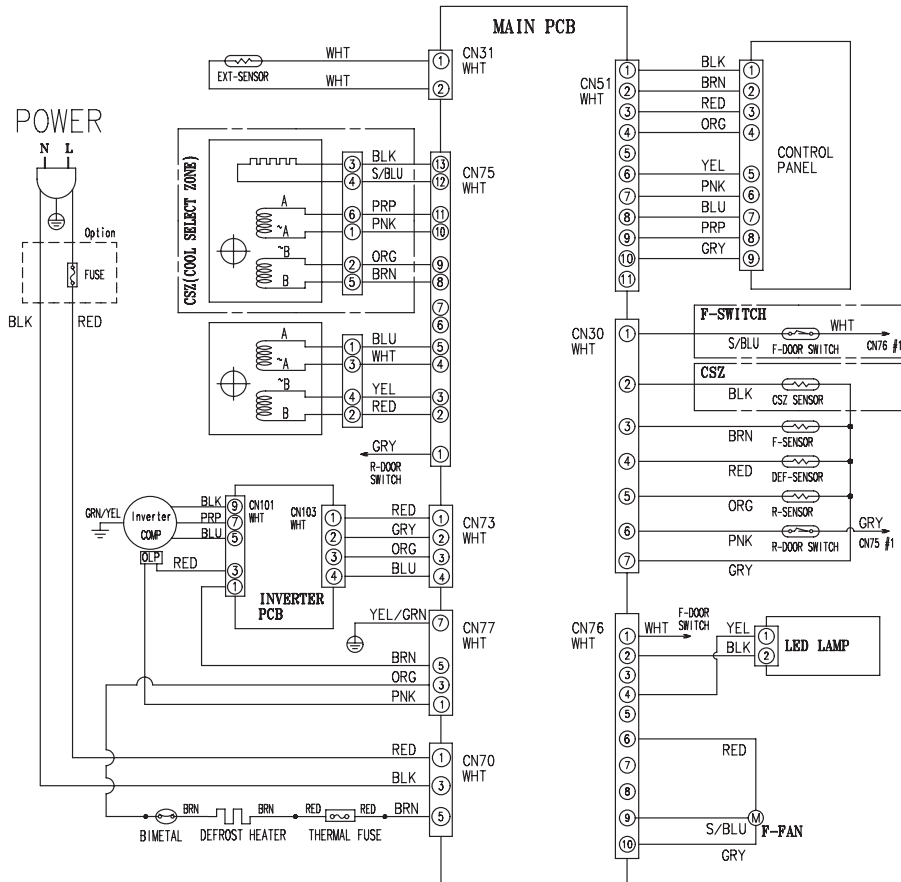 MAIN PCB
CN31
WHT
WHT
WHT
EXT-SENSOR
1
2
POWER
N L
Option
FUSE
BLK
RED
CSZ(COOL SELECT ZONE)
A
~A
~B
B
3
4
6
1
2
5
BLK
S/BLU
PRP
PNK
ORG
BRN
13
12
11
10
9
8
7
6
5
4
3
2
1
CN75
WHT
A
~A
~B
B
1
3
4
2
BLU
WHT
YEL
RED
GRY
R-DOOR
SWITCH
GRN/YEL
Inverter
COMP
OLP
BLK
PRP
BLU
RED
9
7
5
3
1
CN101
WHT
CN103
WHT
1
2
3
4
INVERTER
PCB
RED
GRY
ORG
BLU
1
2
3
4
CN73
WHT
YEL/GRN
BRN
ORG
PNK
7
5
3
1
CN77
WHT
RED
BLK
BRN
1
3
5
CN70
WHT
BRN
BRN
RED
RED
BIMETAL
DEFROST HEATER
THERMAL FUSE
CN51
WHT
1
2
3
4
5
6
7
8
9
10
11
BLK
BRN
RED
ORG
YEL
PNK
BLU
PRP
GRY
1
2
3
4
5
6
7
8
9
CONTROL
PANEL
CN30
WHT
1
2
3
4
5
6
7
F-SWITCH
S/BLU
F-DOOR SWITCH
WHT
CN76 #1
CSZ
BLK
CSZ SENSOR
BRN
F-SENSOR
RED
DEF-SENSOR
ORG
R-SENSOR
PNK
R-DOOR SWITCH
GRY
CN75 #1
GRY
CN76
WHT
1
2
3
4
5
6
7
8
9
10
WHT
F-DOOR
SWITCH
YEL
BLK
1
2
LED LAMP
RED
S/BLU
GRY
M
F-FAN